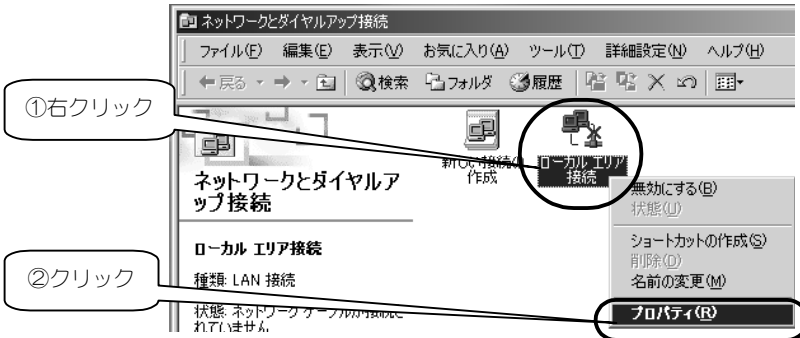 ネットワークとダイヤルアップ接続
ファイル(F) 編集(E) 表示(V) お気に入り(A) ツール(T) 詳細設定(N) ヘルプ(H)
戻る 検索 フォルダ 履歴
①右クリック
新しい接続の
作成
ローカル エリア
接続
ネットワークとダイヤルア
ップ接続
無効にする(B)
状態(U)
ショートカットの作成(S)
削除(D)
名前の変更(M)
プロパティ(R)
ローカル エリア接続
②クリック
種類: LAN 接続
状態: ネットワーク ケーブルが接続さ
れていません